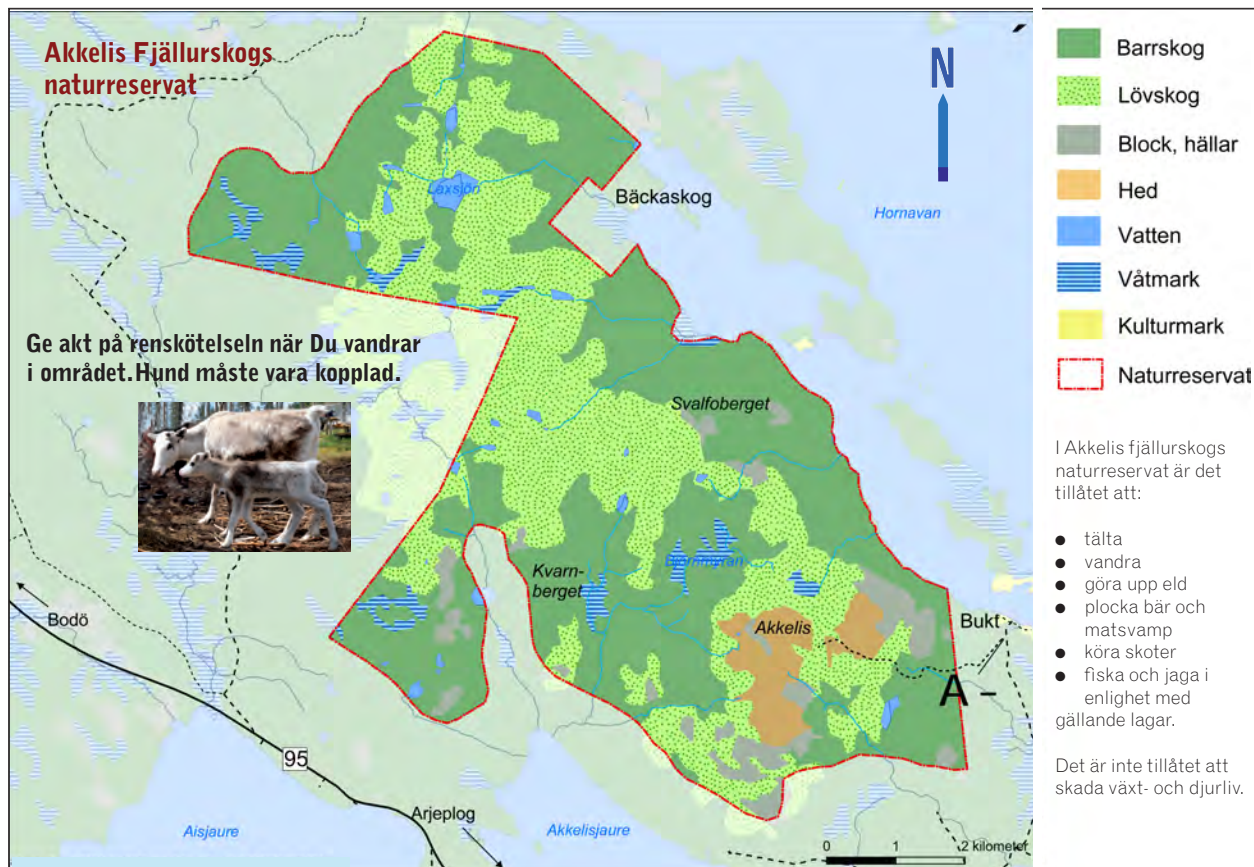 Akkelis Fjällurskogs
naturreservat
N
Laxsjön
Bäckaskog
Hornavan
Ge akt på renskötelseln när Du vandrar
i området.Hund måste vara kopplad.
Svalfoberget
Björnmyran
Kvarn-
berget
Akkelis
Bukt
A -
Bodö
95
Arjeplog
Aisjaure
Akkelisjaure
0 1 2 kilometer
Barrskog
Lövskog
Block, hällar
Hed
Vatten
Våtmark
Kulturmark
Naturreservat
I Akkelis fjällurskogs
naturreservat är det
tillåtet att:
● tälta
● vandra
● göra upp eld
● plocka bär och
matsvamp
● köra skoter
● fiska och jaga i
enlighet med
gällande lagar.
Det är inte tillåtet att
skada växt- och djurliv.